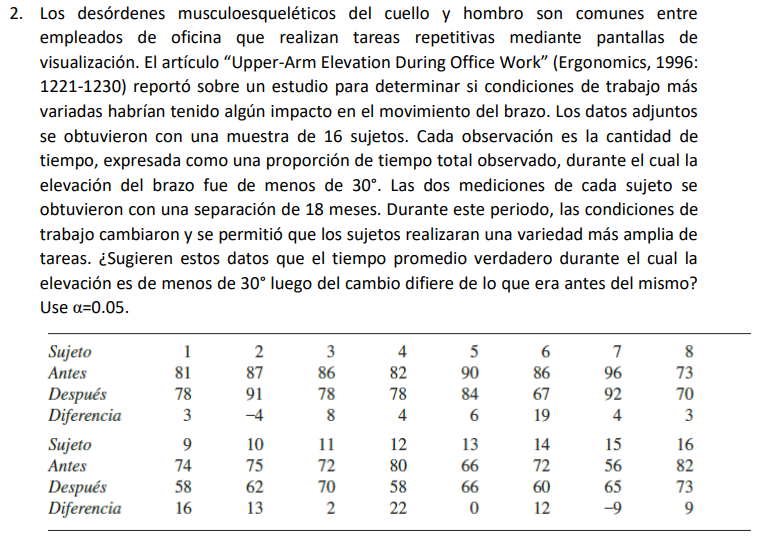 2. Los desórdenes musculoesqueléticos del cuello y hombro son comunes entre
empleados de oficina que realizan tareas repetitivas mediante pantallas de
visualización. El artículo “Upper-Arm Elevation During Office Work” (Ergonomics, 1996:
1221-1230) reportó sobre un estudio para determinar si condiciones de trabajo más
variadas habrían tenido algún impacto en el movimiento del brazo. Los datos adjuntos
se obtuvieron con una muestra de 16 sujetos. Cada observación es la cantidad de
tiempo, expresada como una proporción de tiempo total observado, durante el cual la
elevación del brazo fue de menos de 30°. Las dos mediciones de cada sujeto se
obtuvieron con una separación de 18 meses. Durante este periodo, las condiciones de
trabajo cambiaron y se permitió que los sujetos realizaran una variedad más amplia de
tareas. ¿Sugieren estos datos que el tiempo promedio verdadero durante el cual la
elevación es de menos de 30° luego del cambio difiere de lo que era antes del mismo?
Use α=0.05.
Sujeto 1 2 3 4 5 6 7 8
Antes 81 87 86 82 90 86 96 73
Después 78 91 78 78 84 67 92 70
Diferencia 3 −4 8 4 6 19 4 3
Sujeto 9 10 11 12 13 14 15 16
Antes 74 75 72 80 66 72 56 82
Después 58 62 70 58 66 60 65 73
Diferencia 16 13 2 22 0 12 −9 9